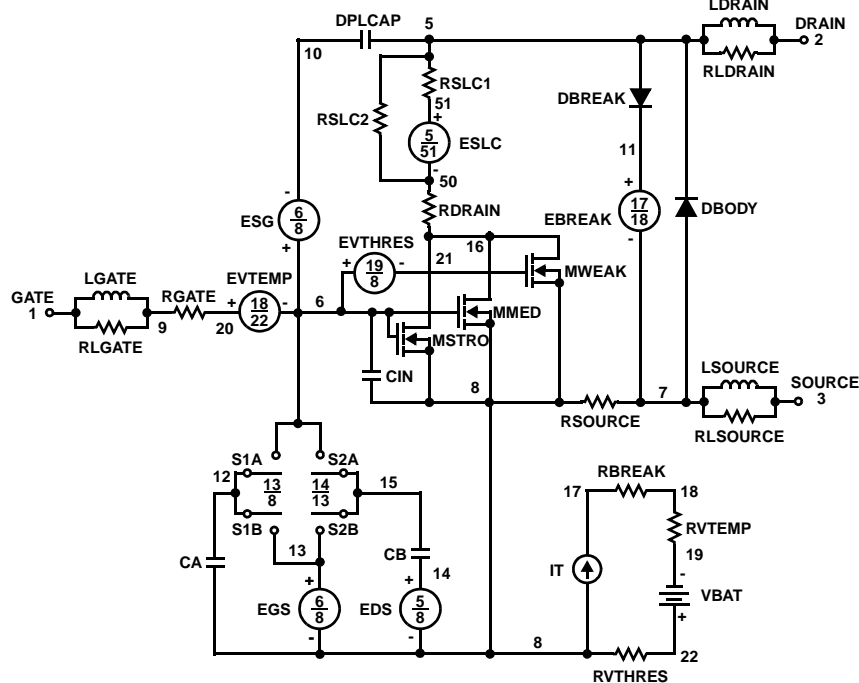 LDRAIN
DPLCAP 5 DRAIN
10 2
RLDRAIN
RSLC1
51
DBREAK
RSLC2
+
5
51
ESLC
11
-
50
-
+
17
18
DBODY
ESG
6
8
RDRAIN
EBREAK
+
EVTHRES
16
-
21
+
19
8
-
MWEAK
LGATE
EVTEMP
GATE
1
RGATE
+
18
22
-
6
MMED
9
20
RLGATE
MSTRO
LSOURCE
CIN
8
7
SOURCE
3
RSOURCE
RLSOURCE
S1A
S2A
12
13
8
14
13
15
RBREAK
17
18
S1B
S2B
RVTEMP
13
CB
19
CA
14
IT
-
+
+
VBAT
EGS
6
8
EDS
5
8
+
-
-
8
22
RVTHRES